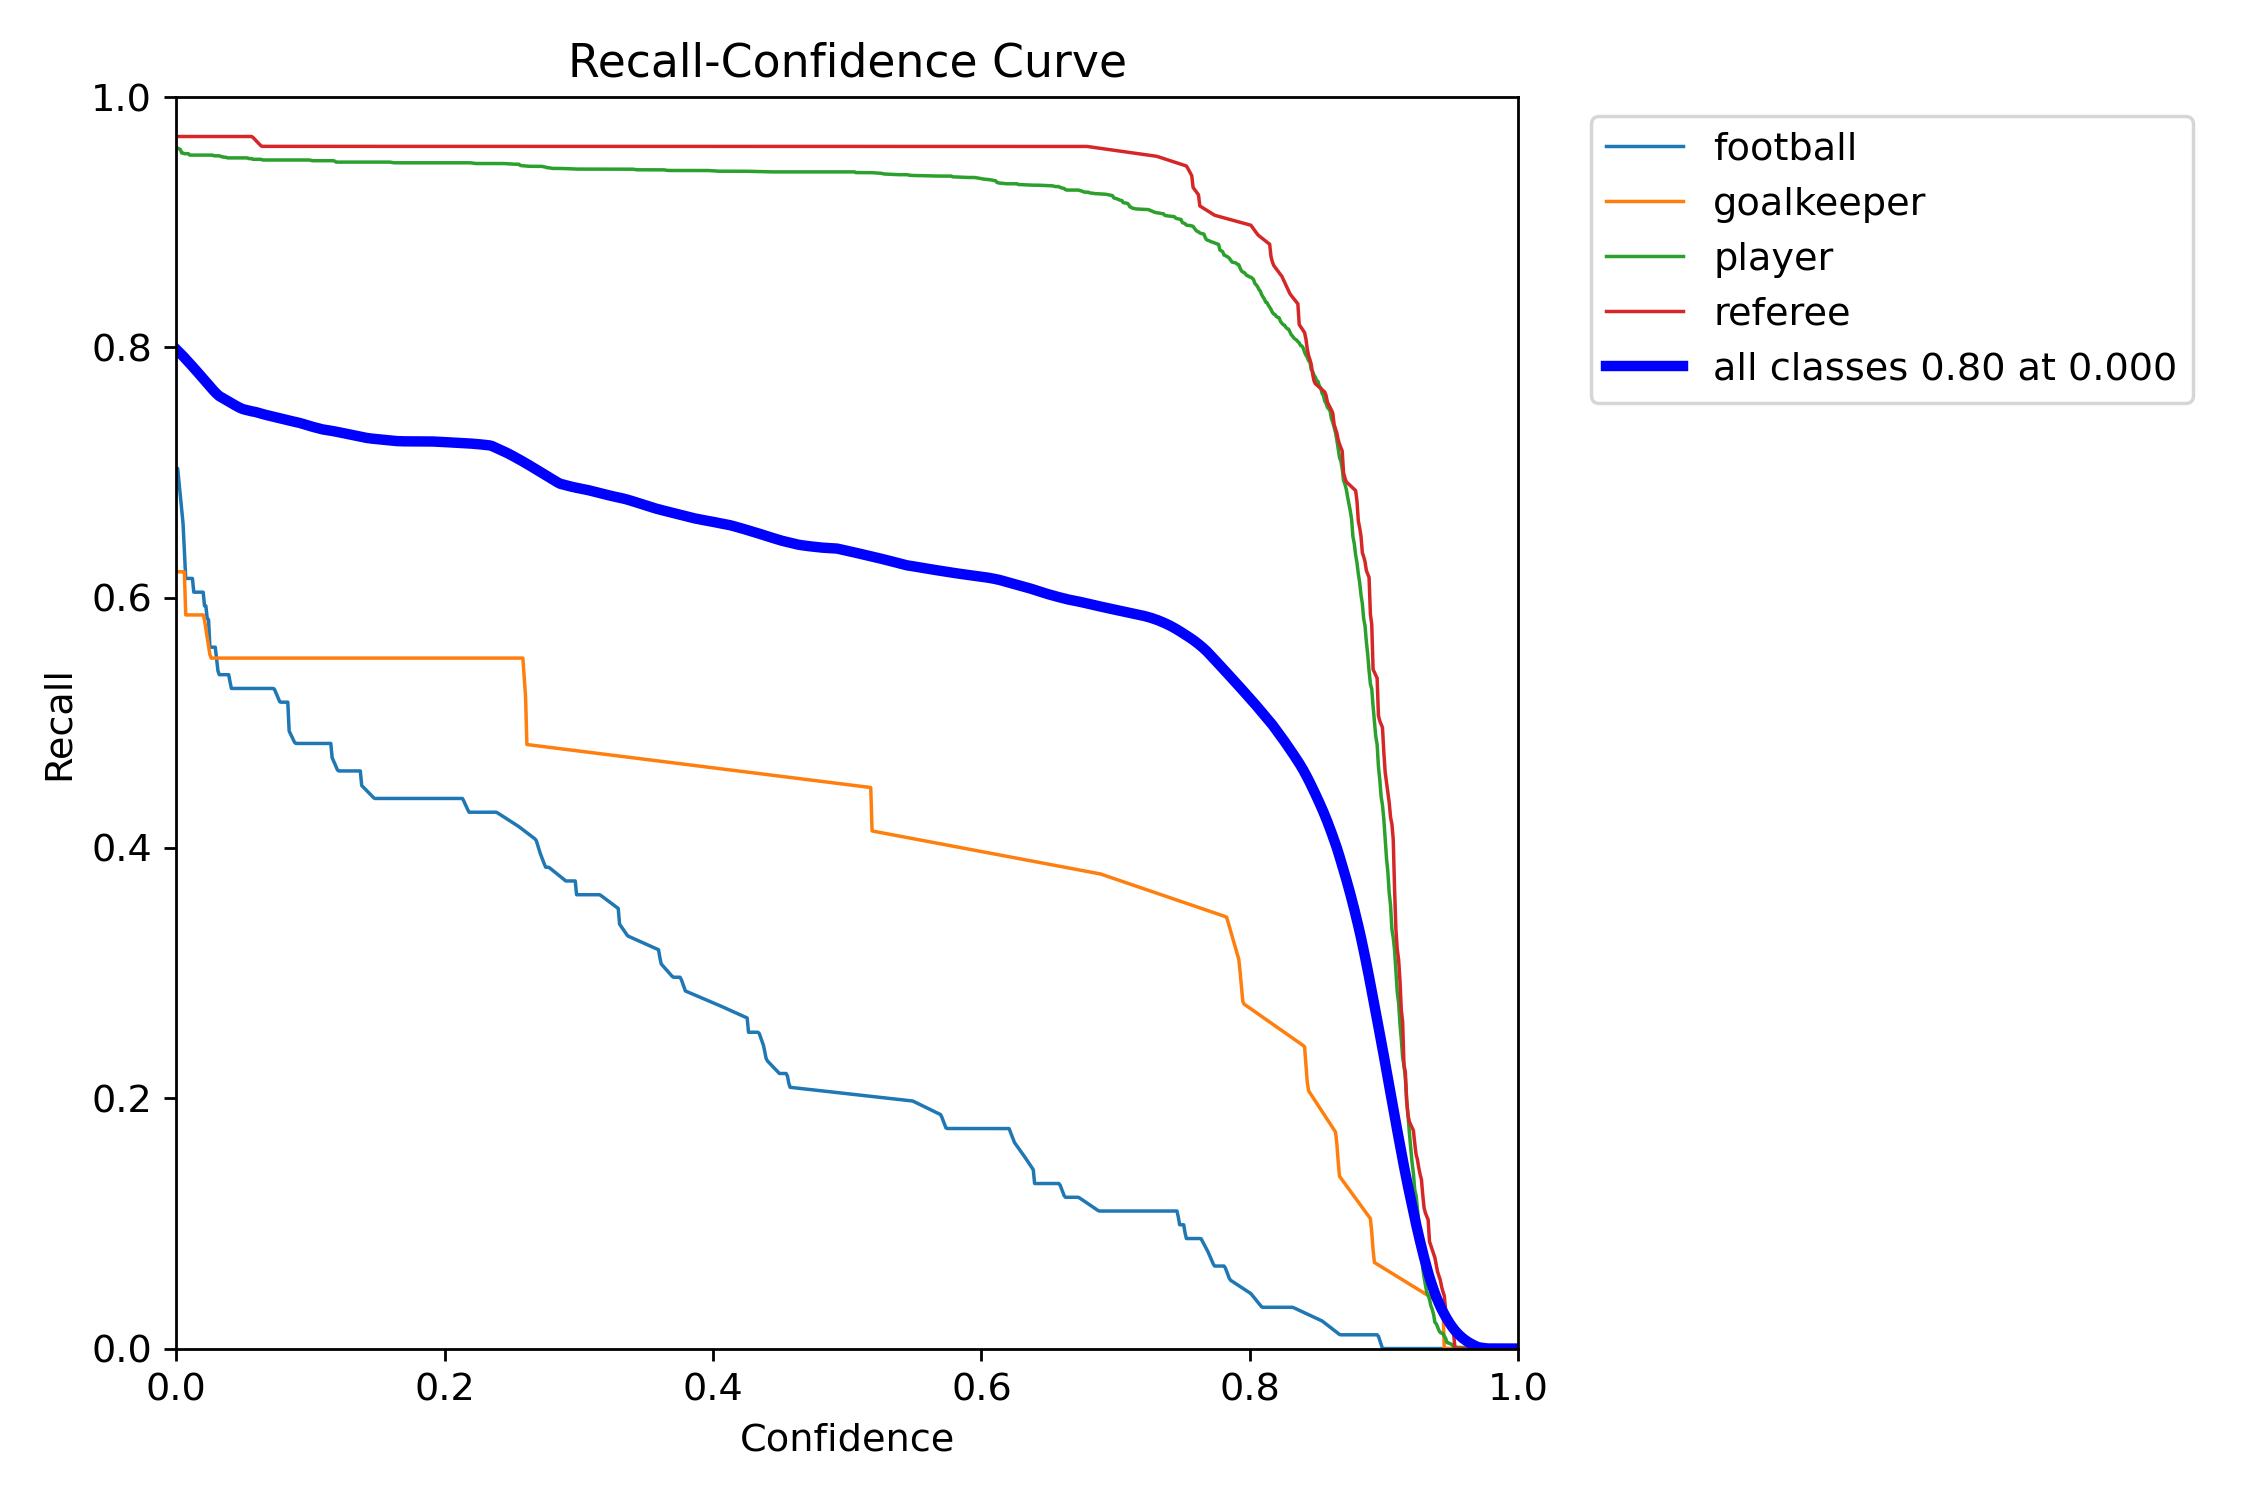 Recall-Confidence Curve
1.0
0.8
0.6
0.4
0.2
0.0
Recall
0.0 0.2 0.4 0.6 0.8 1.0
Confidence
football
goalkeeper
player
referee
all classes 0.80 at 0.000